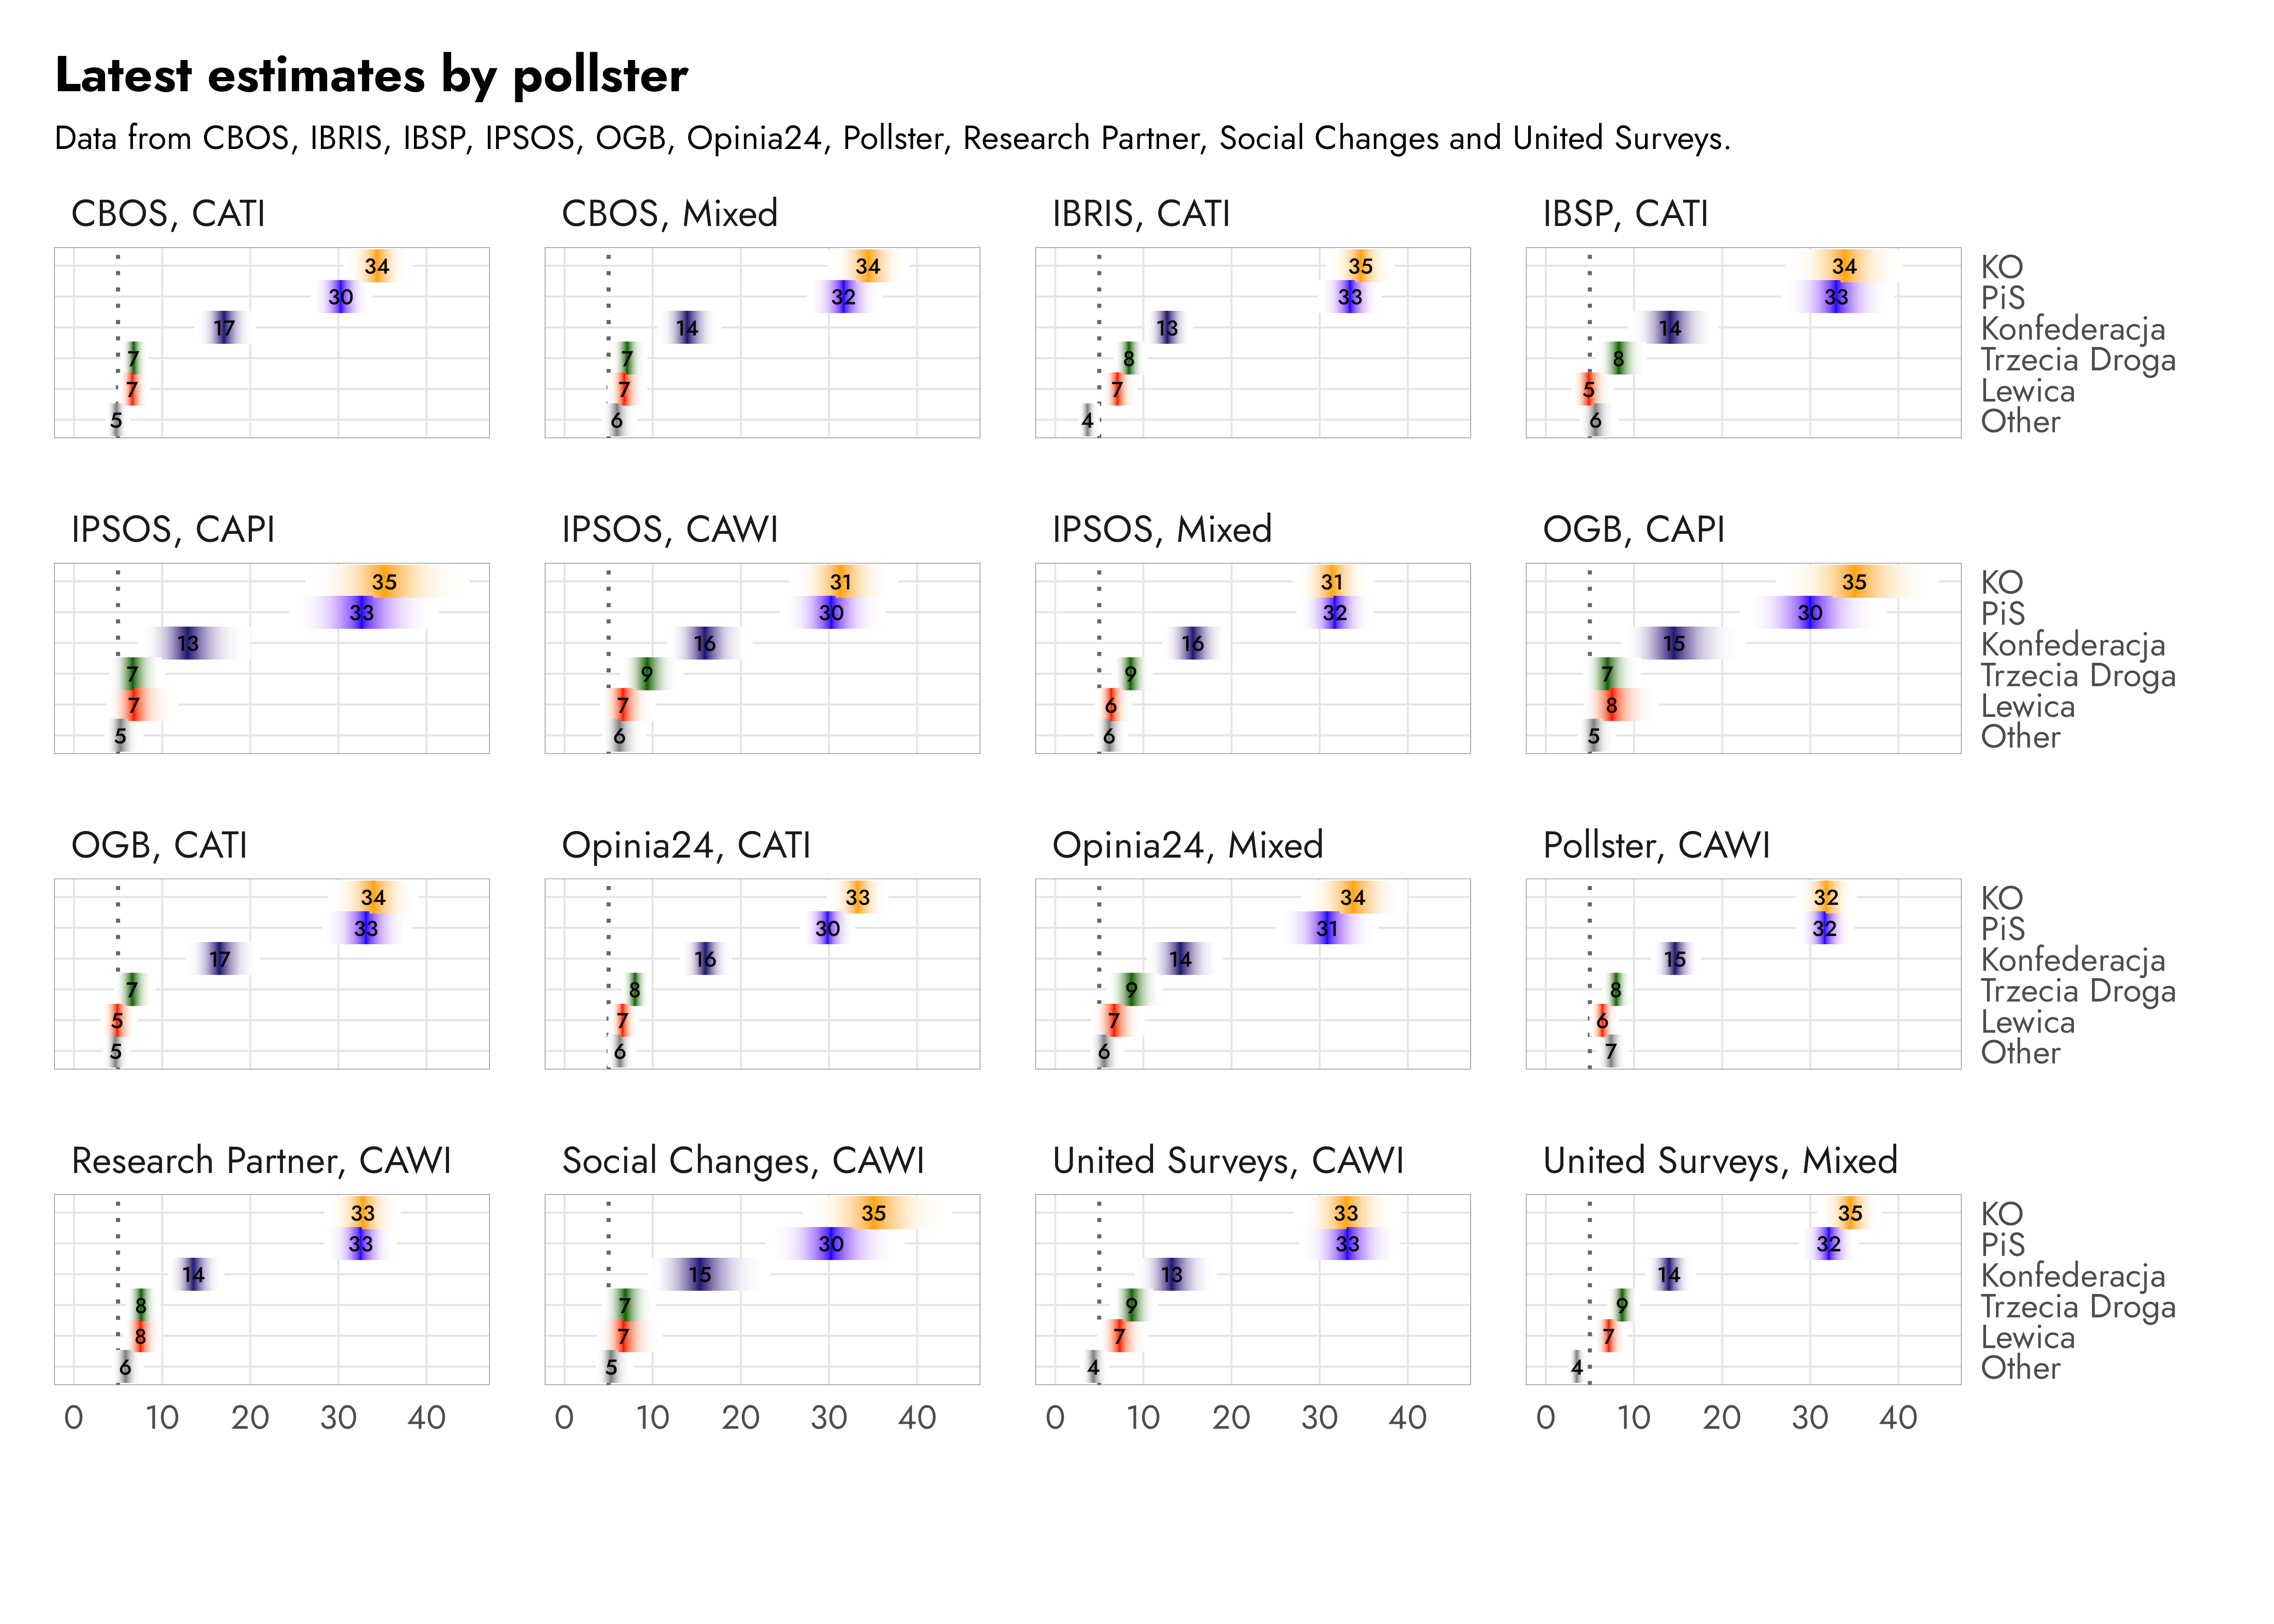 Latest estimates by pollster
Data from CBOS, IBRIS, IBSP, IPSOS, OGB, Opinia24, Pollster, Research Partner, Social Changes and United Surveys.
CBOS, CATI
34
30
17
7
7
5
CBOS, Mixed
34
32
14
7
7
6
IBRIS, CATI
35
33
13
8
7
4
IBSP, CATI
34
33
14
8
5
6
KO
PiS
Konfederacja
Trzecia Droga
Lewica
Other
IPSOS, CAPI
35
33
13
7
7
5
IPSOS, CAWI
31
30
16
9
7
6
IPSOS, Mixed
31
32
16
9
6
6
OGB, CAPI
35
30
15
7
8
5
KO
PiS
Konfederacja
Trzecia Droga
Lewica
Other
OGB, CATI
34
33
17
7
5
5
Opinia24, CATI
33
30
16
8
7
6
Opinia24, Mixed
34
31
14
9
7
6
Pollster, CAWI
32
32
15
8
6
7
KO
PiS
Konfederacja
Trzecia Droga
Lewica
Other
Research Partner, CAWI
33
33
14
8
8
6
Social Changes, CAWI
35
30
15
7
7
5
United Surveys, CAWI
33
33
13
9
7
4
United Surveys, Mixed
35
32
14
9
7
4
KO
PiS
Konfederacja
Trzecia Droga
Lewica
Other
0 10 20 30 40
0 10 20 30 40
0 10 20 30 40
0 10 20 30 40